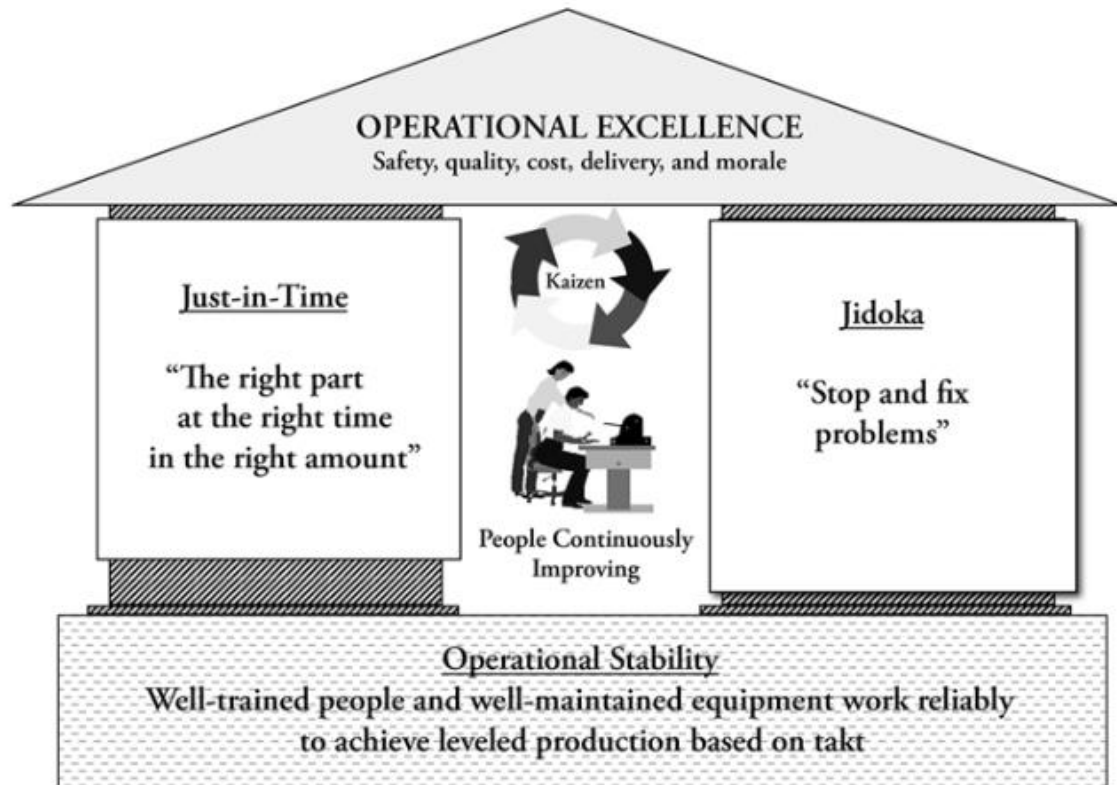 OPERATIONAL EXCELLENCE
Safety, quality, cost, delivery, and morale
Just-in-Time
“The right part
at the right time
in the right amount”
Kaizen
People Continuously
Improving
Jidoka
“Stop and fix
problems”
Operational Stability
Well-trained people and well-maintained equipment work reliably
to achieve leveled production based on takt